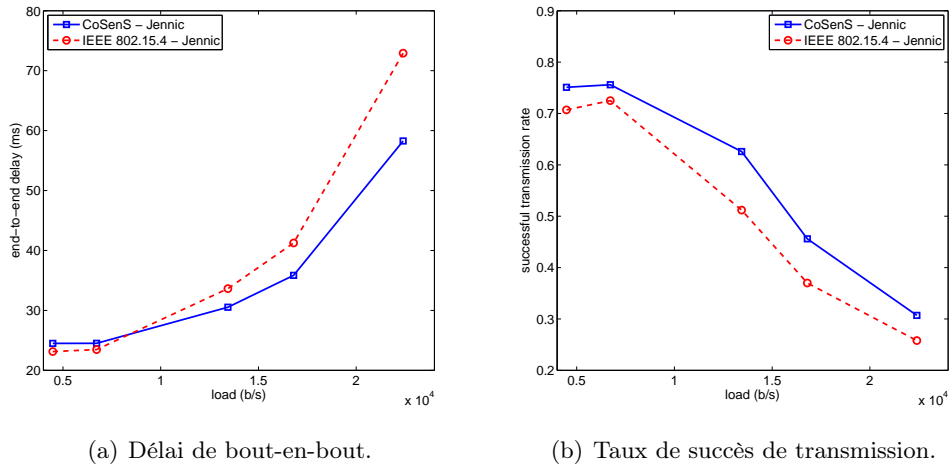 80
70
60
50
40
30
20
0.5
1
1.5
2
load (b/s)
x 10^4
end−to−end delay (ms)
CoSenS − Jennic
IEEE 802.15.4 − Jennic
(a) Délai de bout-en-bout.
0.9
0.8
0.7
0.6
0.5
0.4
0.3
0.2
0.5
1
1.5
2
load (b/s)
x 10^4
successful transmission rate
CoSenS − Jennic
IEEE 802.15.4 − Jennic
(b) Taux de succès de transmission.